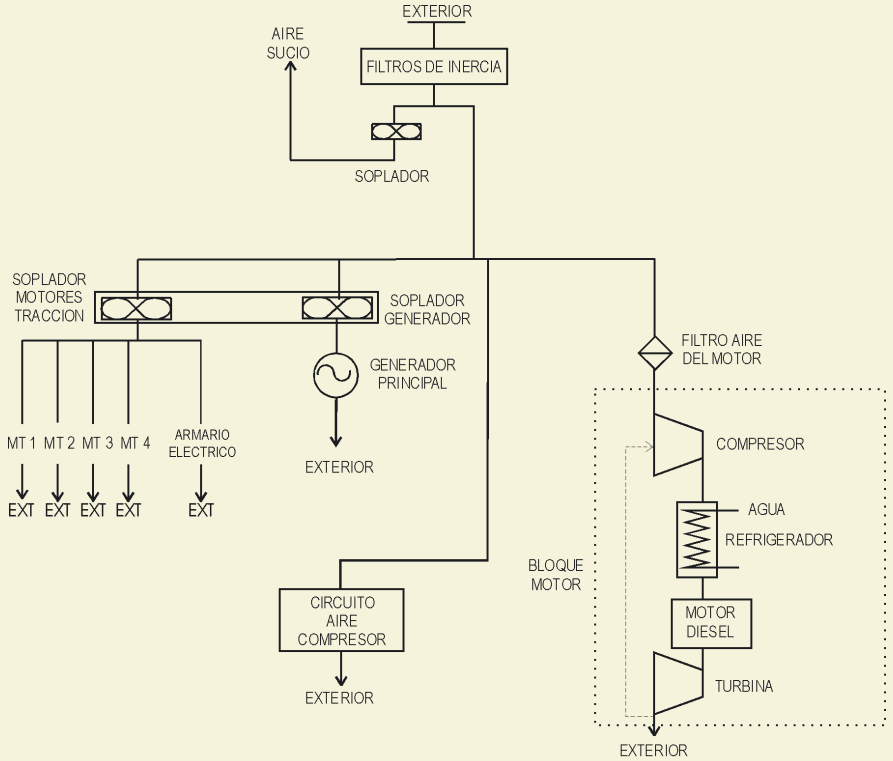 EXTERIOR
AIRE
SUCIO
FILTROS DE INERCIA
SOPLADOR
SOPLADOR
MOTORES
TRACCION
SOPLADOR
GENERADOR
FILTRO AIRE
DEL MOTOR
GENERADOR
PRINCIPAL
MT 1 MT 2 MT 3 MT 4
ARMARIO
ELECTRICO
COMPRESOR
EXTERIOR
EXT EXT EXT EXT EXT
AGUA
REFRIGERADOR
BLOQUE
MOTOR
CIRCUITO
AIRE
COMPRESOR
MOTOR
DIESEL
TURBINA
EXTERIOR
EXTERIOR